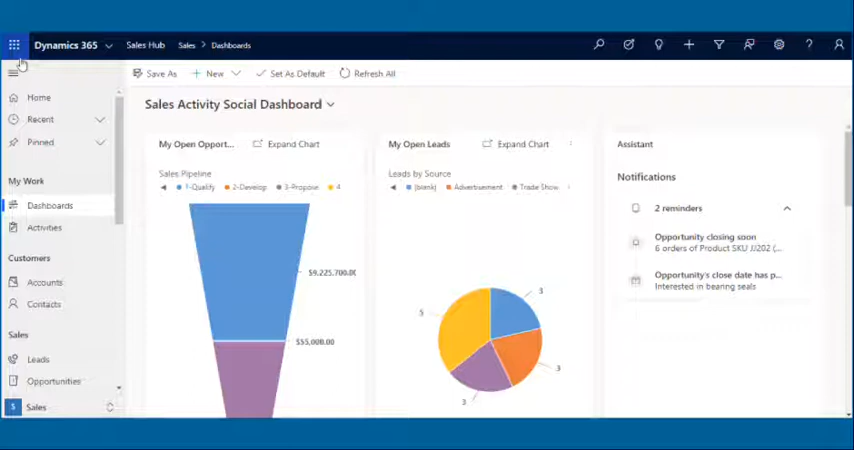 Dynamics 365
Sales Hub
Sales > Dashboards
Save As
New
Set As Default
Refresh All
Home
Recent
Pinned
My Work
Dashboards
Activities
Customers
Accounts
Contacts
Sales
Leads
Opportunities
S Sales
Sales Activity Social Dashboard
My Open Opport...
Expand Chart
Sales Pipeline
1-Qualify
2-Develop
3-Propose
4
$9,225,700.00
$55,000.00
My Open Leads
Expand Chart
Leads by Source
(blank)
Advertisement
Trade Show
3
3
3
5
Assistant
Notifications
2 reminders
Opportunity closing soon
6 orders of Product SKU JJ202 (...
Opportunity's close date has p...
Interested in bearing seals